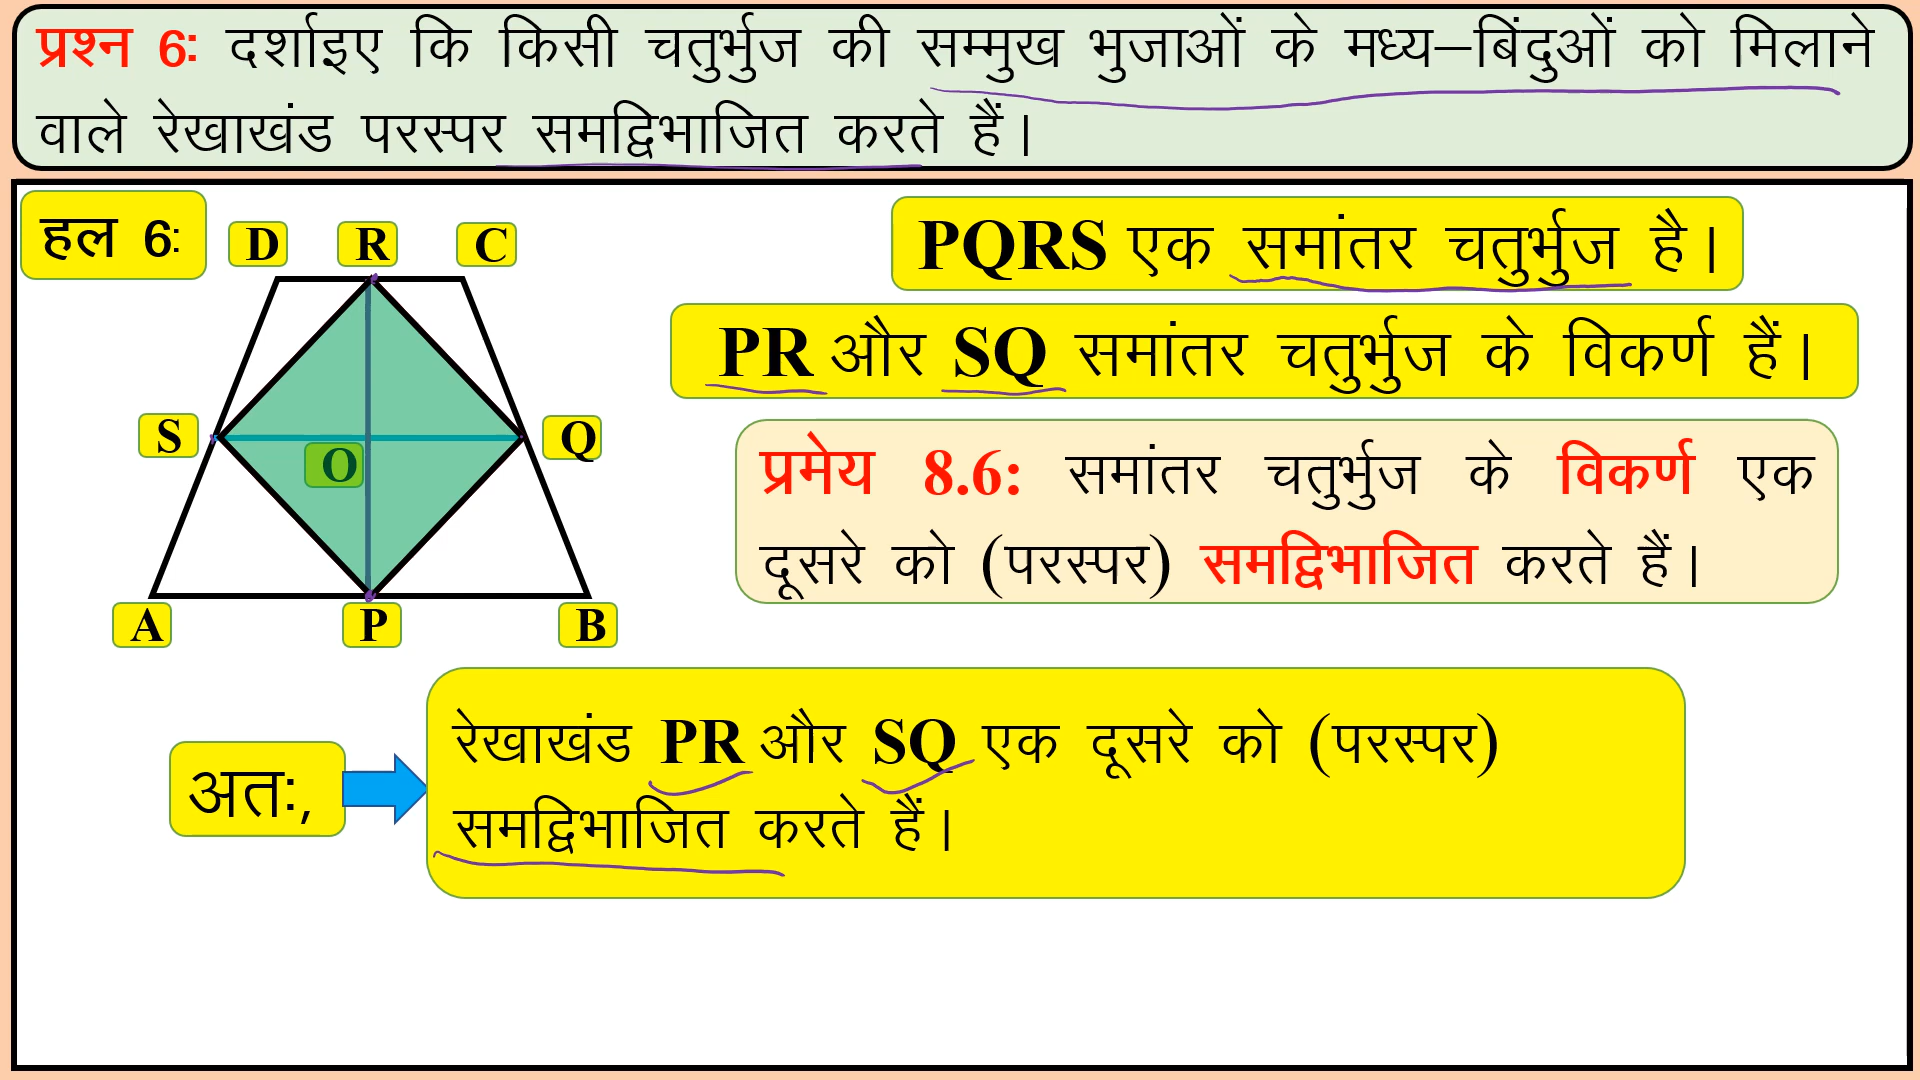 प्रश्न 6: दर्शाइए कि किसी चतुर्भुज की सम्मुख भुजाओं के मध्य–बिंदुओं को मिलाने
वाले रेखाखंड परस्पर समद्विभाजित करते हैं।
हल 6:
D R C
S Q
O
A P B
PQRS एक समांतर चतुर्भुज है।
PR और SQ समांतर चतुर्भुज के विकर्ण हैं।
प्रमेय 8.6: समांतर चतुर्भुज के विकर्ण एक
दूसरे को (परस्पर) समद्विभाजित करते हैं।
अतः,
रेखाखंड PR और SQ एक दूसरे को (परस्पर)
समद्विभाजित करते हैं।